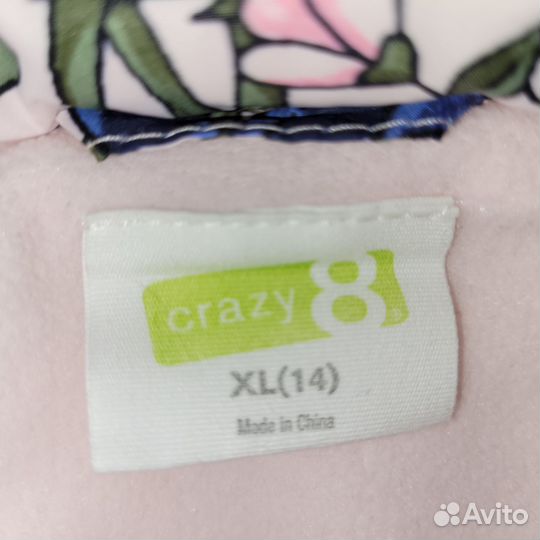 crazy 8®
XL(14)
Made in China
Avito